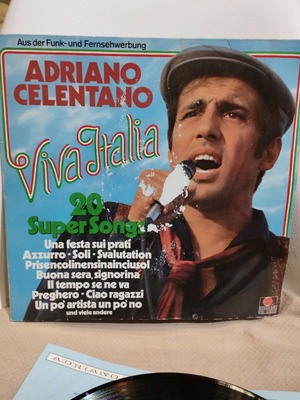 Aus der Funk- und Fernsehwerbung
ADRIANO
CELENTANO
Viva Italia
20
Super Songs
Una festa sui prati
Azzurro · Soli · Svalutation
Prisencolinensinainciusol
Buona sera, signorina
Il tempo se ne va
Preghero · Ciao ragazzi
Un po' artista un po' no
und viele andere